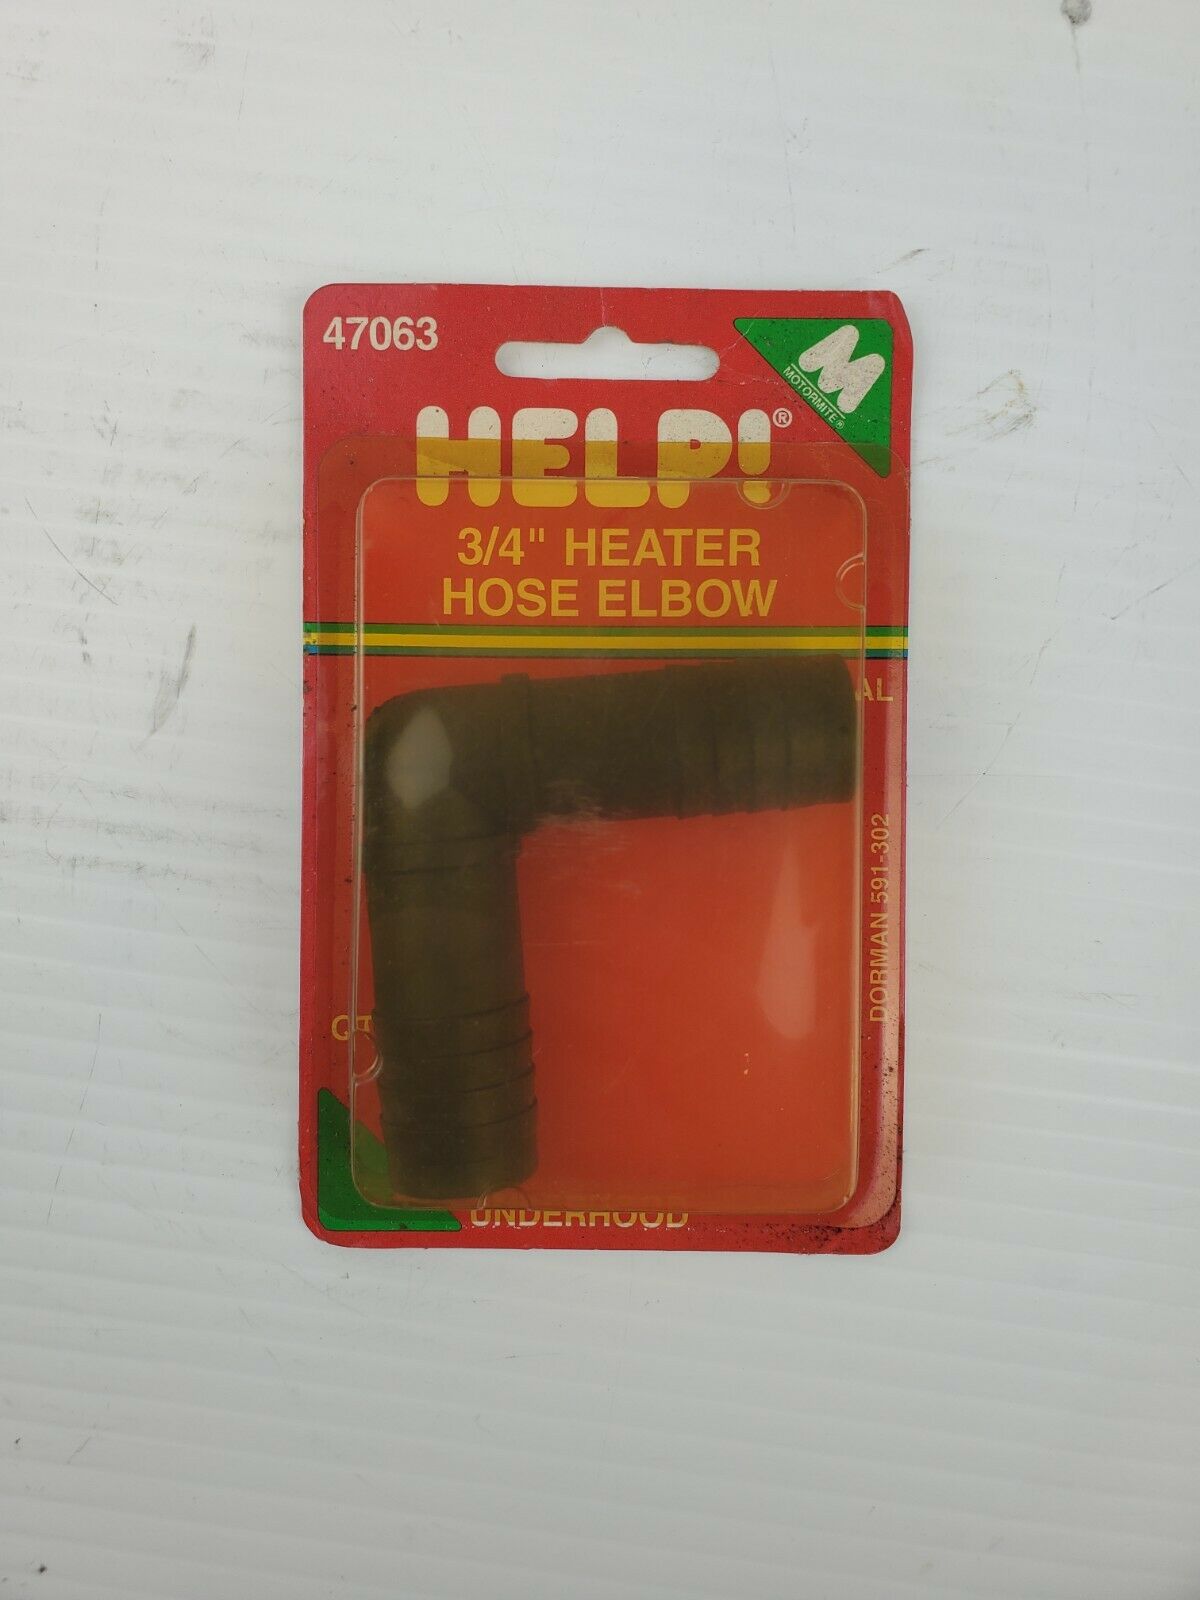 47063
M
MOTORMITE®
HELP!®
3/4" HEATER
HOSE ELBOW
DORMAN 591-302
UNDERHOOD